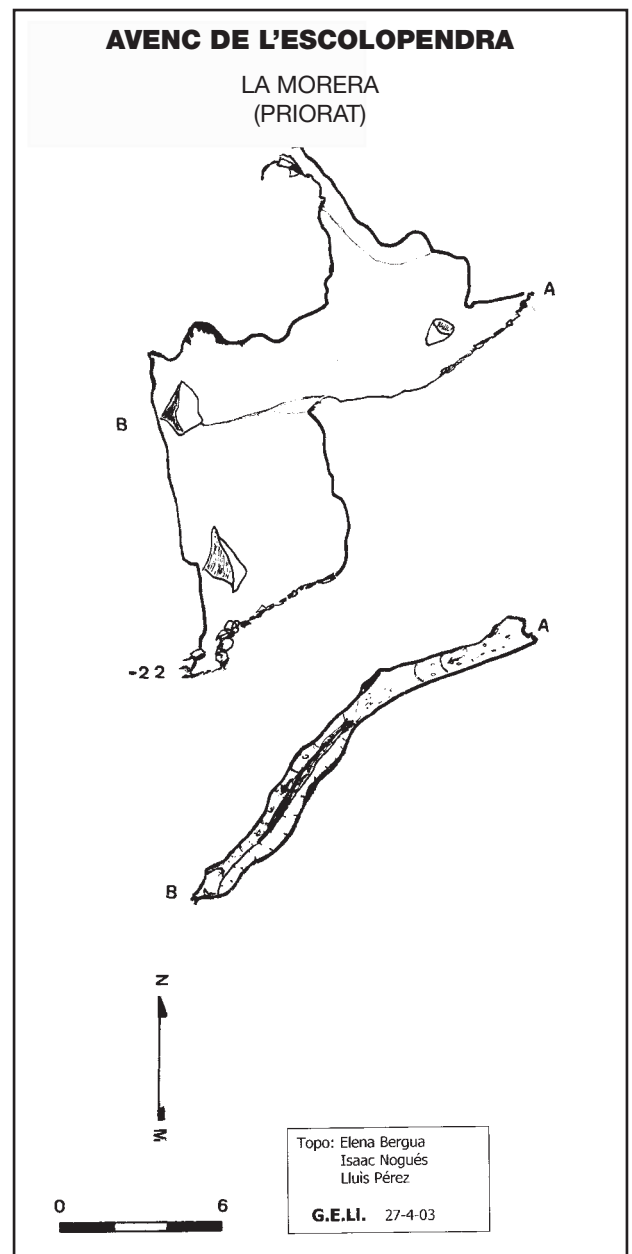 AVENC DE L'ESCOLOPENDRA
LA MORERA
(PRIORAT)
A
B
-22
A
B
N
M
Topo: Elena Bergua
Isaac Nogués
Lluis Pérez
G.E.Ll. 27-4-03
0 6